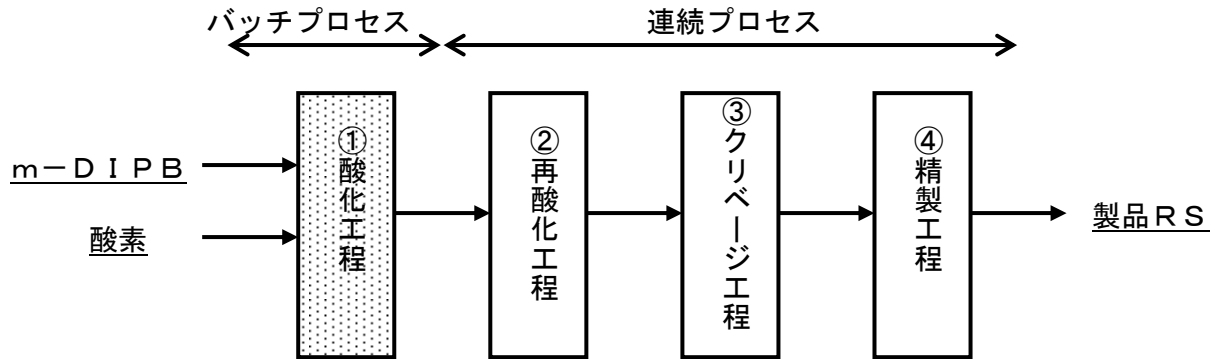 バッチプロセス
連続プロセス
m－DIPB
酸素
①酸化工程
②再酸化工程
③クリベージ工程
④精製工程
製品RS